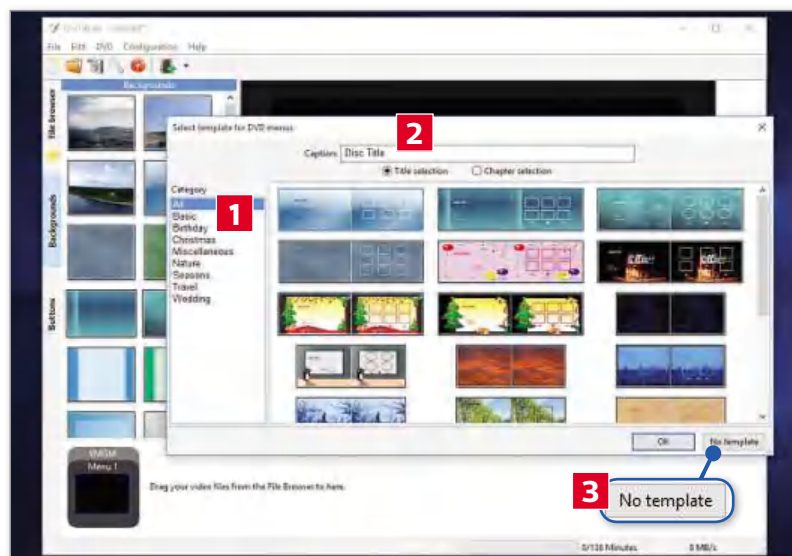 File Edit DVD Configuration Help
Backgrounds
File browser
Backgrounds
Buttons
Select template for DVD menus
2
Caption: Disc Title
Title selection Chapter selection
Category
1
All
Basic
Birthday
Christmas
Miscellaneous
Nature
Seasons
Travel
Wedding
OK No template
VMGM
Menu 1
Drag your video files from the File Browser to here.
3 No template
0/136 Minutes 8 MB/s